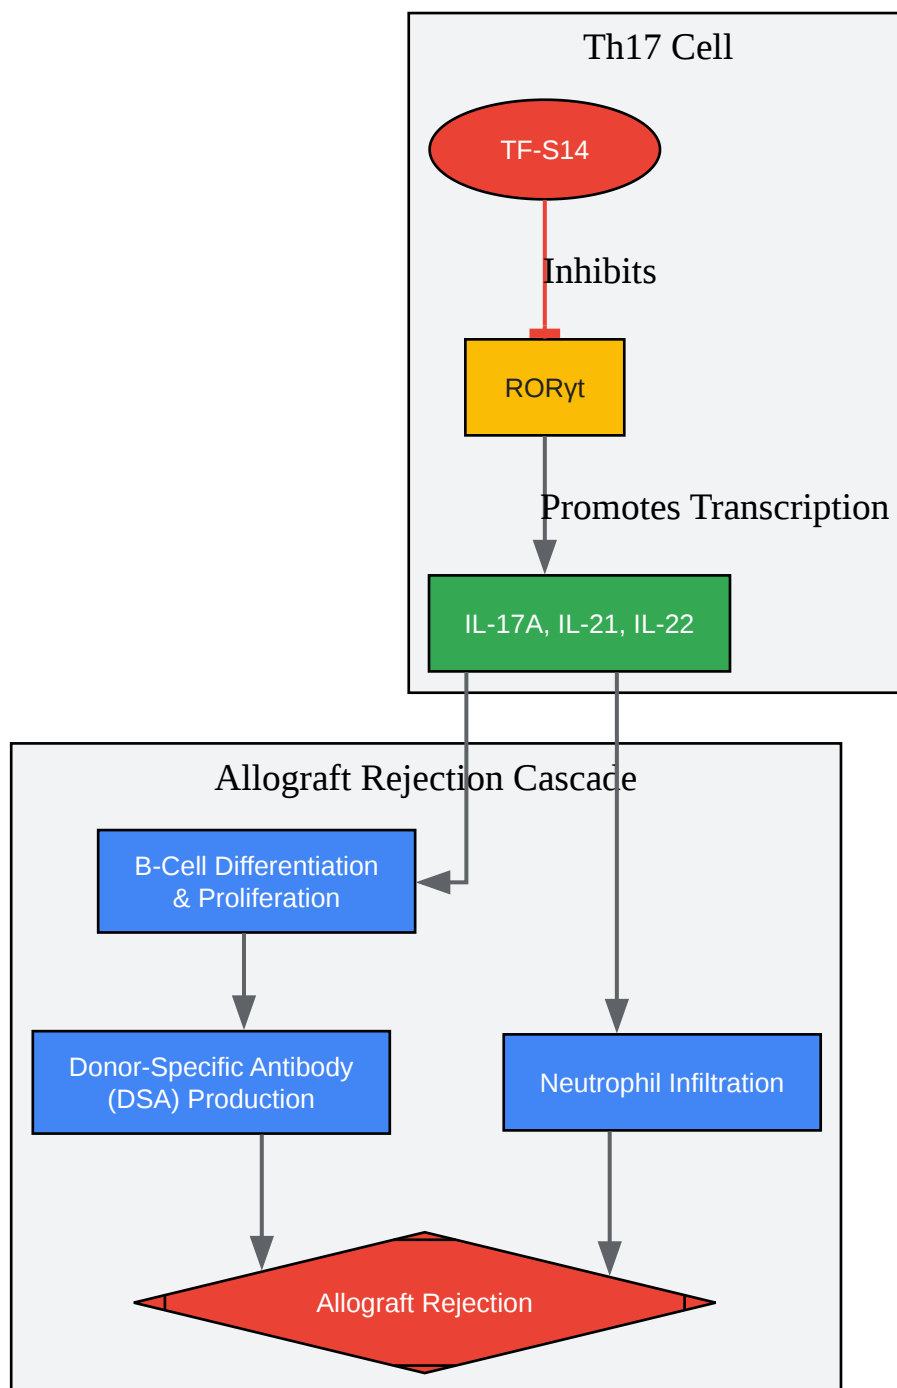 Th17 Cell
TF-S14
Inhibits
RORγt
Promotes Transcription
IL-17A, IL-21, IL-22
Allograft Rejection Cascade
B-Cell Differentiation
& Proliferation
Donor-Specific Antibody
(DSA) Production
Neutrophil Infiltration
Allograft Rejection